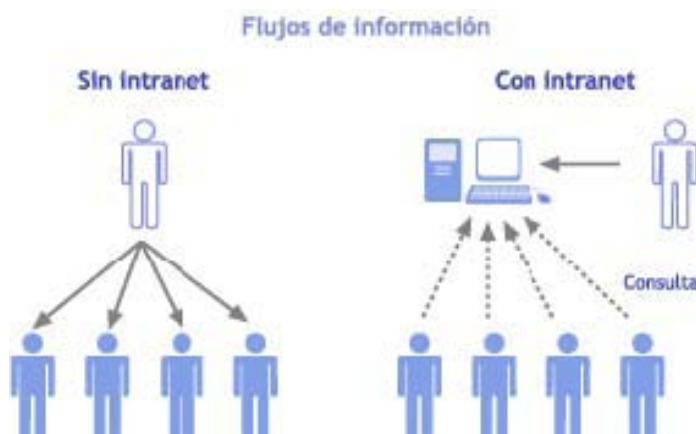 Flujos de información
Sin intranet
Con intranet
Consulta